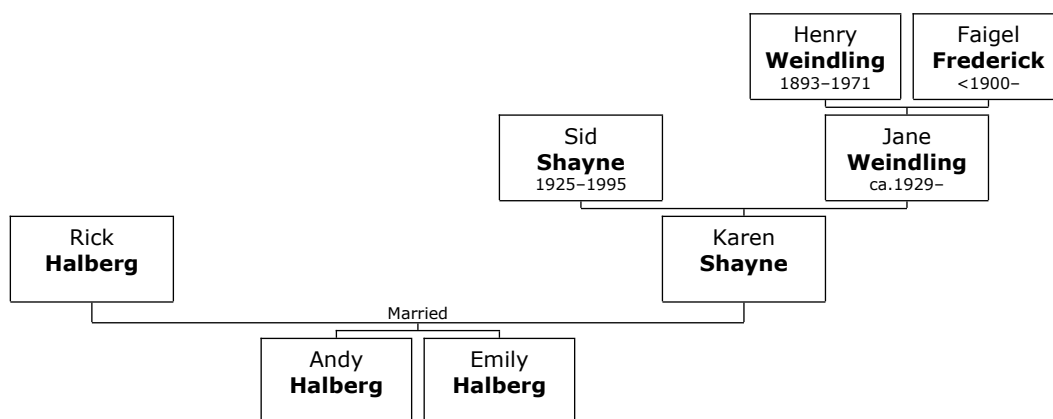 Henry
Weindling
1893–1971
Faigel
Frederick
<1900–
Sid
Shayne
1925–1995
Jane
Weindling
ca.1929–
Rick
Halberg
Karen
Shayne
Married
Andy
Halberg
Emily
Halberg